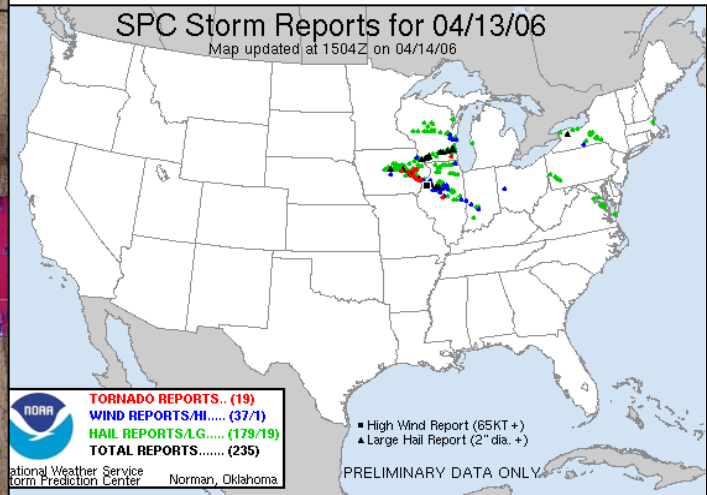 SPC Storm Reports for 04/13/06
Map updated at 1504Z on 04/14/06
NOAA
TORNADO REPORTS.. (19)
WIND REPORTS/HI..... (37/1)
HAIL REPORTS/LG..... (179/19)
TOTAL REPORTS....... (235)
ational Weather Service
torm Prediction Center Norman, Oklahoma
■ High Wind Report (65KT +)
▲ Large Hail Report (2" dia. +)
PRELIMINARY DATA ONLY